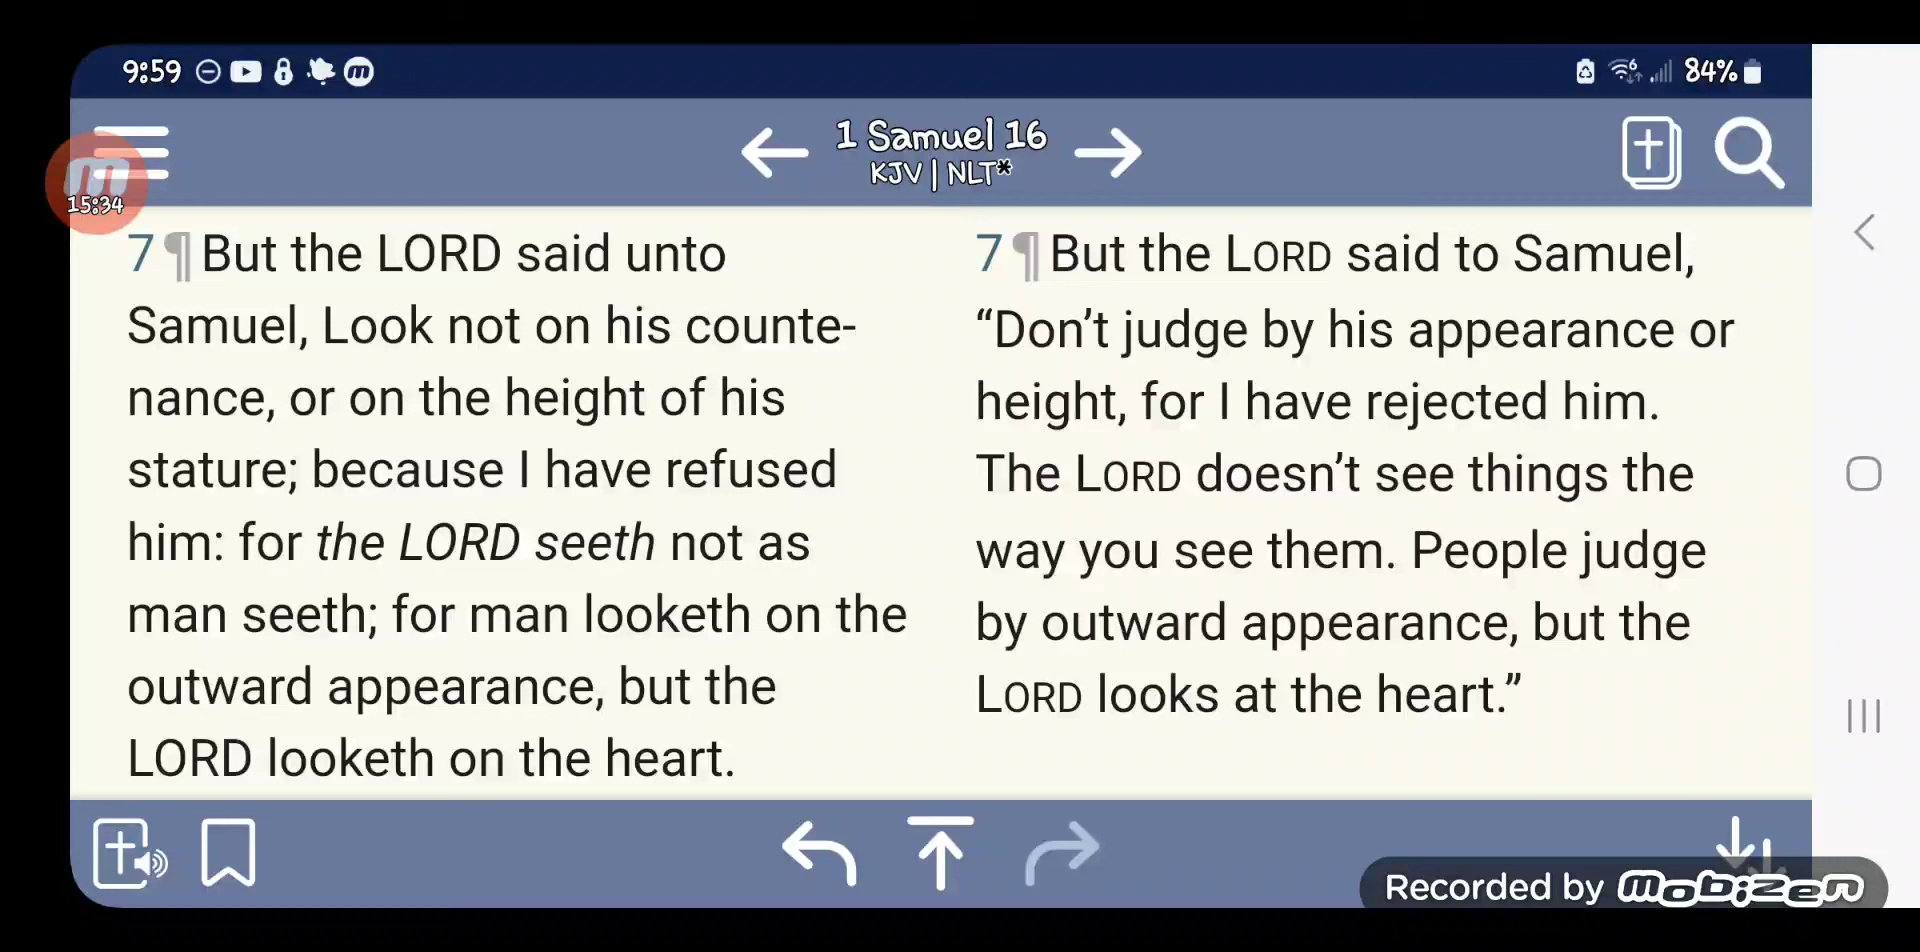 9:59
84%
1 Samuel 16
KJV | NLT*
m
15:34
7 ¶ But the LORD said unto
Samuel, Look not on his counte-
nance, or on the height of his
stature; because I have refused
him: for the LORD seeth not as
man seeth; for man looketh on the
outward appearance, but the
LORD looketh on the heart.
7 ¶ But the LORD said to Samuel,
“Don’t judge by his appearance or
height, for I have rejected him.
The LORD doesn’t see things the
way you see them. People judge
by outward appearance, but the
LORD looks at the heart.”
Recorded by Mobizen